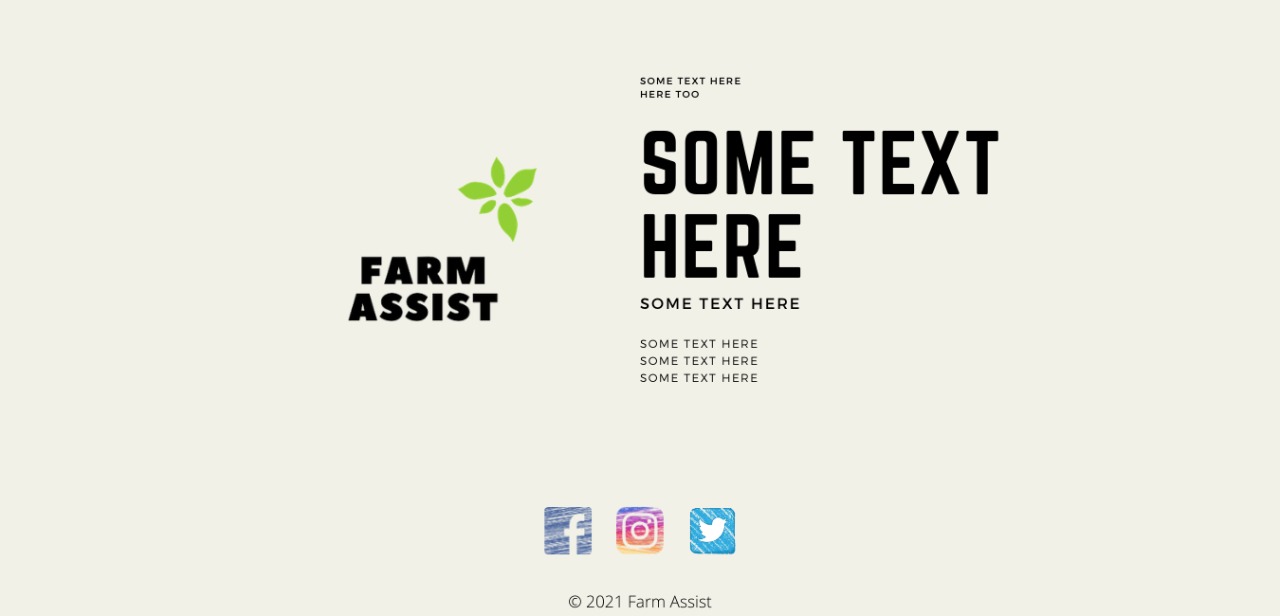 SOME TEXT HERE
HERE TOO
SOME TEXT
HERE
SOME TEXT HERE
SOME TEXT HERE
SOME TEXT HERE
SOME TEXT HERE
FARM
ASSIST
© 2021 Farm Assist